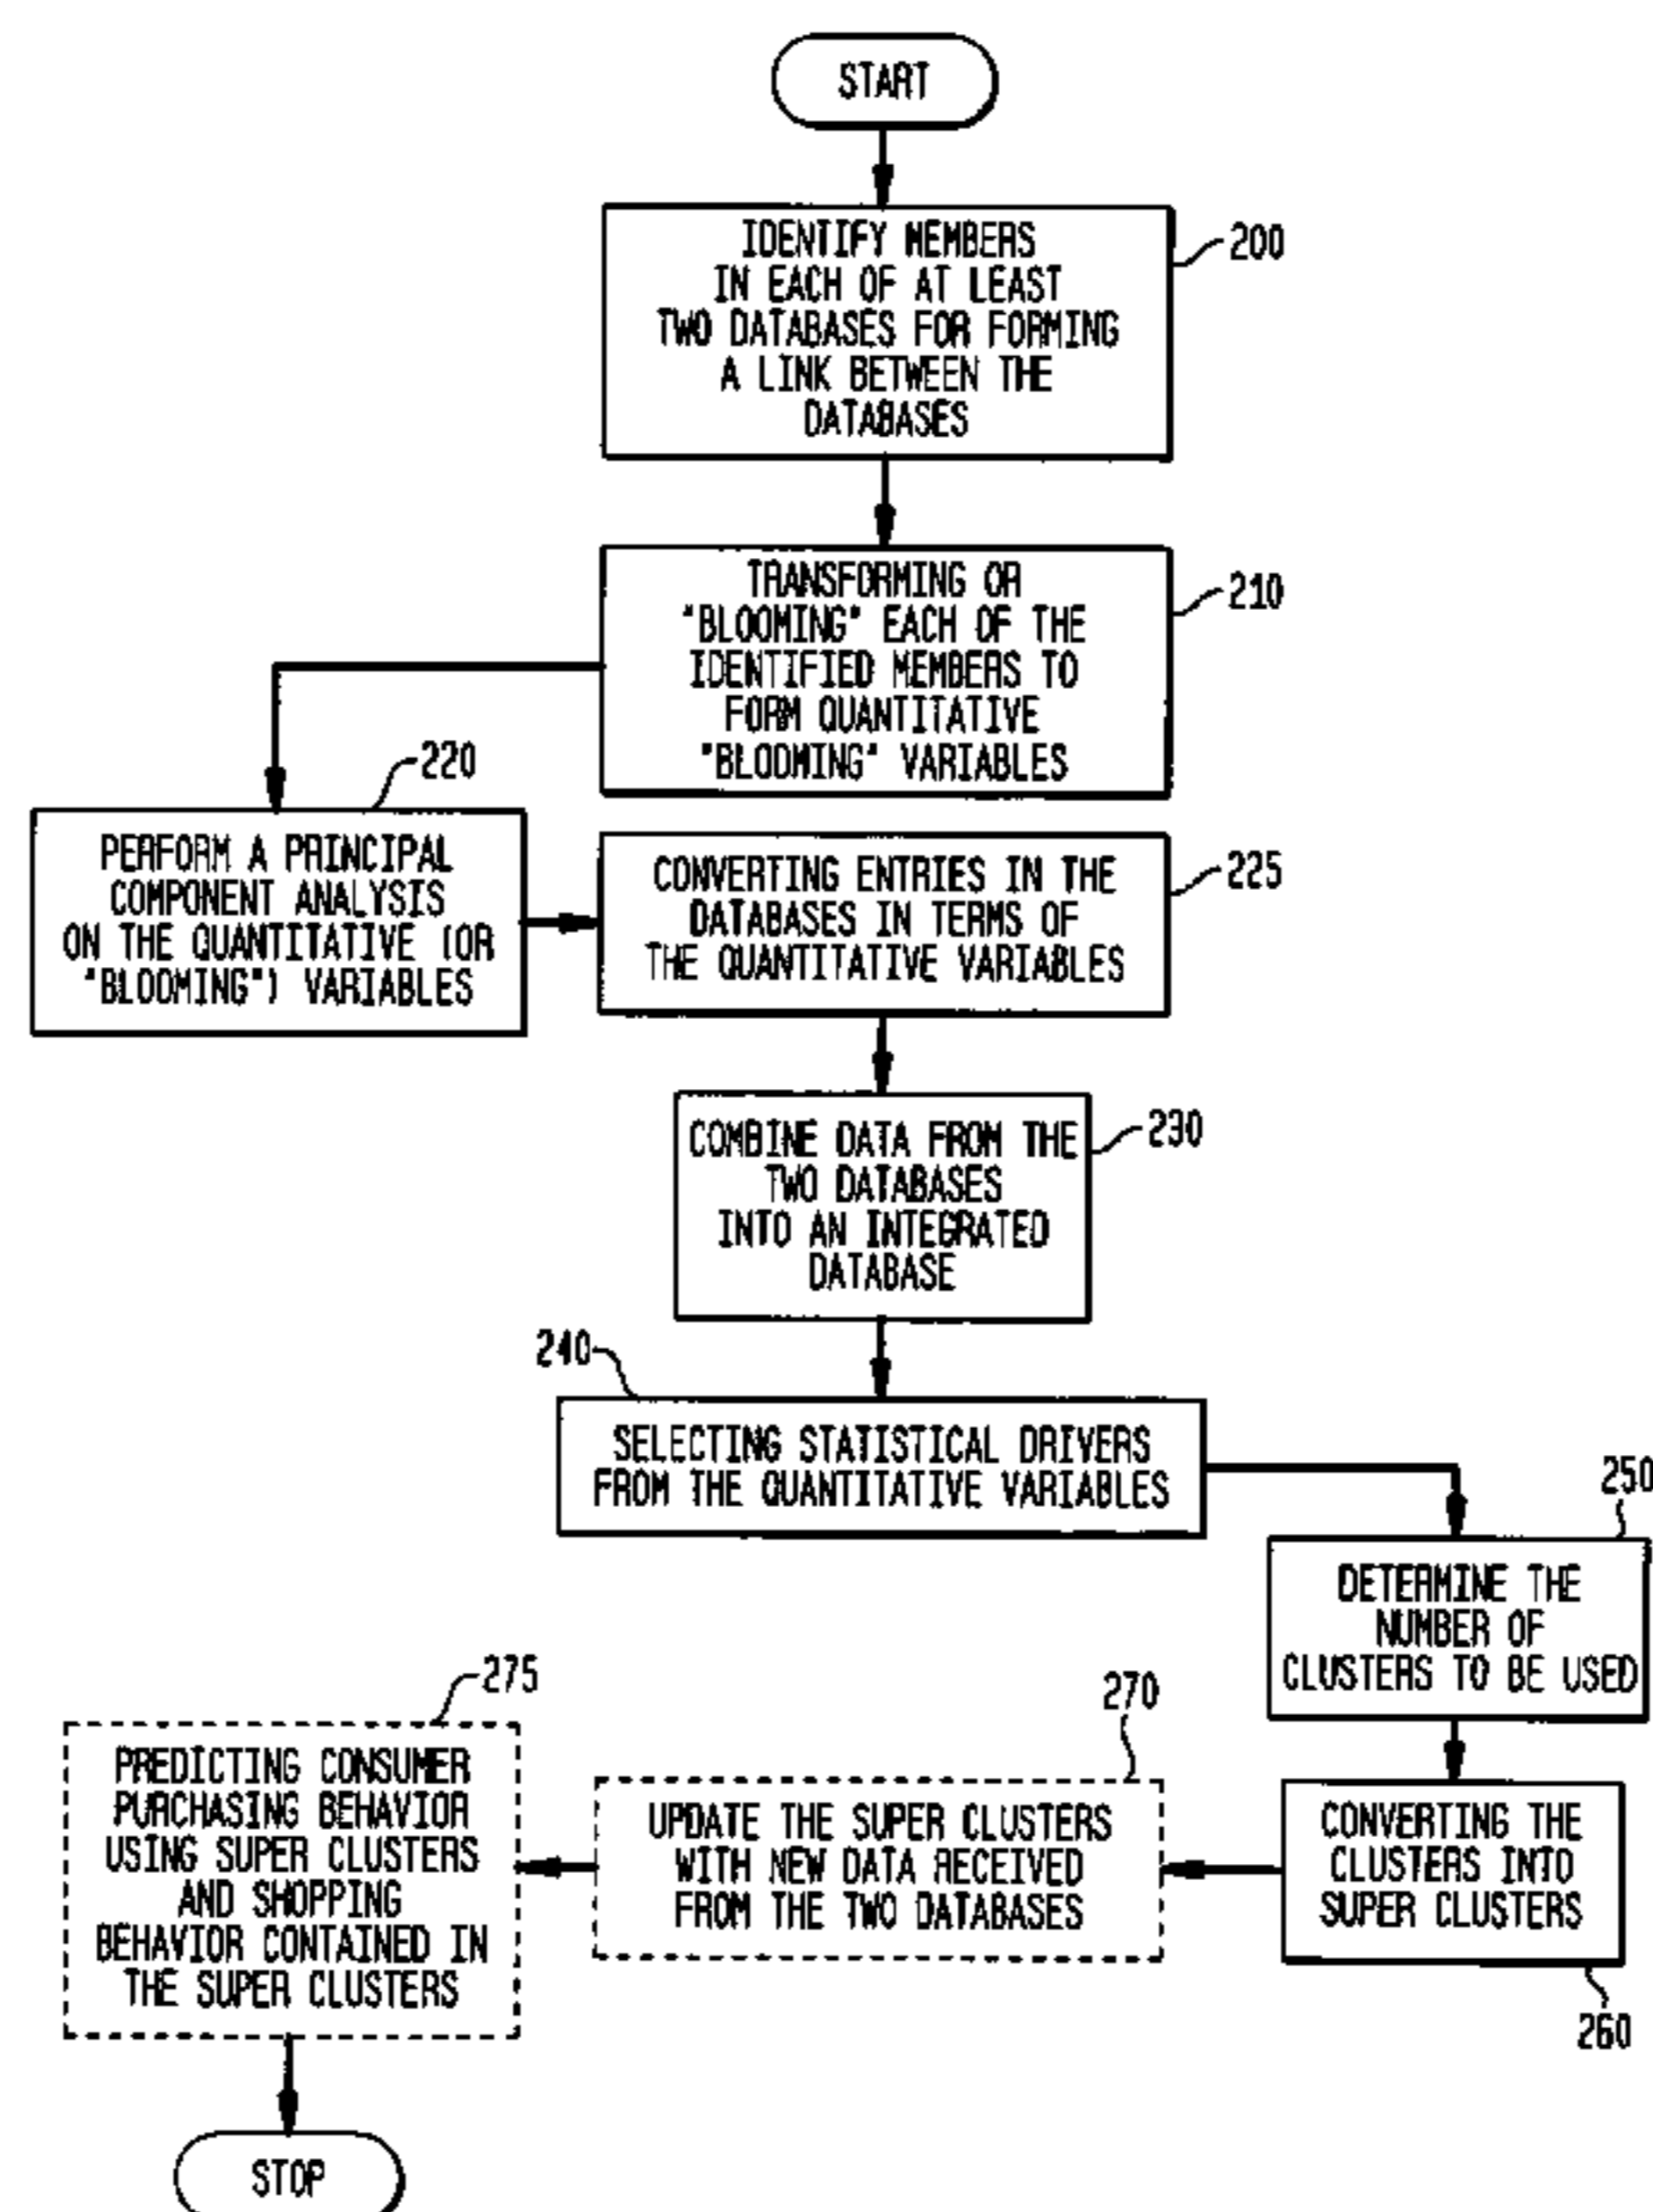 START
IDENTIFY MEMBERS
IN EACH OF AT LEAST
TWO DATABASES FOR FORMING
A LINK BETWEEN THE
DATABASES
200
TRANSFORMING OR
"BLOOMING" EACH OF THE
IDENTIFIED MEMBERS TO
FORM QUANTITATIVE
"BLOOMING" VARIABLES
210
220
PERFORM A PRINCIPAL
COMPONENT ANALYSIS
ON THE QUANTITATIVE (OR
"BLOOMING") VARIABLES
CONVERTING ENTRIES IN THE
DATABASES IN TERMS OF
THE QUANTITATIVE VARIABLES
225
COMBINE DATA FROM THE
TWO DATABASES
INTO AN INTEGRATED
DATABASE
230
240
SELECTING STATISTICAL DRIVERS
FROM THE QUANTITATIVE VARIABLES
250
DETERMINE THE
NUMBER OF
CLUSTERS TO BE USED
CONVERTING THE
CLUSTERS INTO
SUPER CLUSTERS
260
270
UPDATE THE SUPER CLUSTERS
WITH NEW DATA RECEIVED
FROM THE TWO DATABASES
275
PREDICTING CONSUMER
PURCHASING BEHAVIOR
USING SUPER CLUSTERS
AND SHOPPING
BEHAVIOR CONTAINED IN
THE SUPER CLUSTERS
STOP